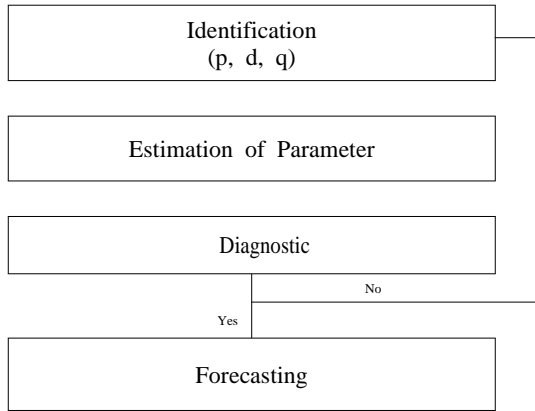 Identification
(p, d, q)
Estimation of Parameter
Diagnostic
No
Yes
Forecasting